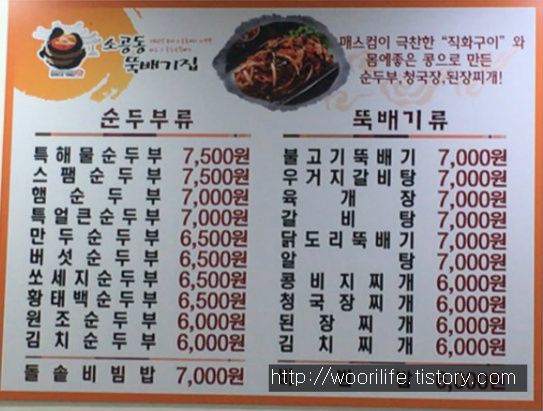 소공동
뚝배기집
매스컴이 극찬한 "직화구이"와
몸에좋은 콩으로 만든
순두부,청국장,된장찌개!
순두부류
특해물순두부 7,500원
스팸순두부 7,500원
햄순두부 7,000원
특얼큰순두부 7,000원
만두순두부 6,500원
버섯순두부 6,500원
쏘세지순두부 6,500원
황태백순두부 6,500원
원조순두부 6,000원
김치순두부 6,000원
돌솥비빔밥 7,000원
뚝배기류
불고기뚝배기 7,000원
우거지갈비탕 7,000원
육개장 7,000원
갈비탕 7,000원
닭도리뚝배기 7,000원
알탕 7,000원
콩비지찌개 6,000원
청국장찌개 6,000원
된장찌개 6,000원
김치찌개 6,000원
http://woorilife.tistory.com